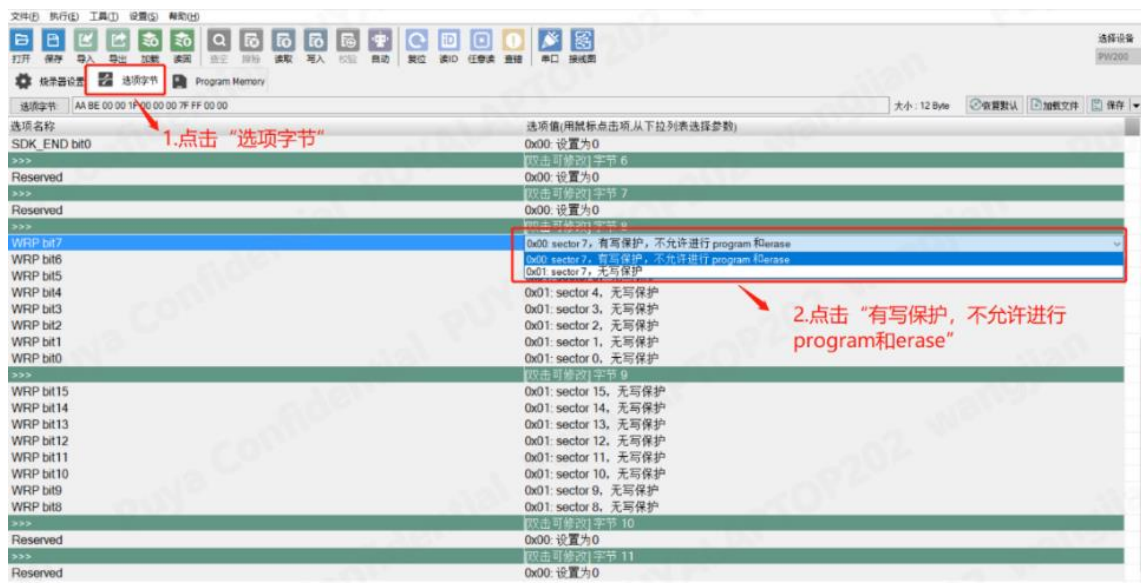 文件(F) 执行(E) 工具(T) 设置(S) 帮助(H)
打开 保存 导入 导出 加载 读回 查空 擦除 读取 写入 校验 自动 复位 读ID 任意读 查错 串口 接线图
选择设备
PW200
烧录器设置 选项字节 Program Memory
选项字节: AA BE 00 00 1F 00 00 00 7F FF 00 00 大小 : 12 Byte 恢复默认 加载文件 保存
选项名称 选项值(用鼠标点击项,从下拉列表选择参数)
1.点击“选项字节”
SDK_END bit0 0x00: 设置为0
>>> [双击可修改] 字节 6
Reserved 0x00: 设置为0
>>> [双击可修改] 字节 7
Reserved 0x00: 设置为0
>>> [双击可修改] 字节 8
WRP bit7 0x00: sector 7，有写保护，不允许进行 program 和erase
WRP bit6 0x00: sector 7，有写保护，不允许进行 program 和erase
WRP bit5 0x01: sector 7，无写保护
WRP bit4 0x01: sector 4，无写保护
WRP bit3 0x01: sector 3，无写保护
WRP bit2 0x01: sector 2，无写保护
WRP bit1 0x01: sector 1，无写保护
WRP bit0 0x01: sector 0，无写保护
2.点击“有写保护，不允许进行
program和erase”
>>> [双击可修改] 字节 9
WRP bit15 0x01: sector 15，无写保护
WRP bit14 0x01: sector 14，无写保护
WRP bit13 0x01: sector 13，无写保护
WRP bit12 0x01: sector 12，无写保护
WRP bit11 0x01: sector 11，无写保护
WRP bit10 0x01: sector 10，无写保护
WRP bit9 0x01: sector 9，无写保护
WRP bit8 0x01: sector 8，无写保护
>>> [双击可修改] 字节 10
Reserved 0x00: 设置为0
>>> [双击可修改] 字节 11
Reserved 0x00: 设置为0
Puya Confidential PUYA LAPTOP202 wangjian